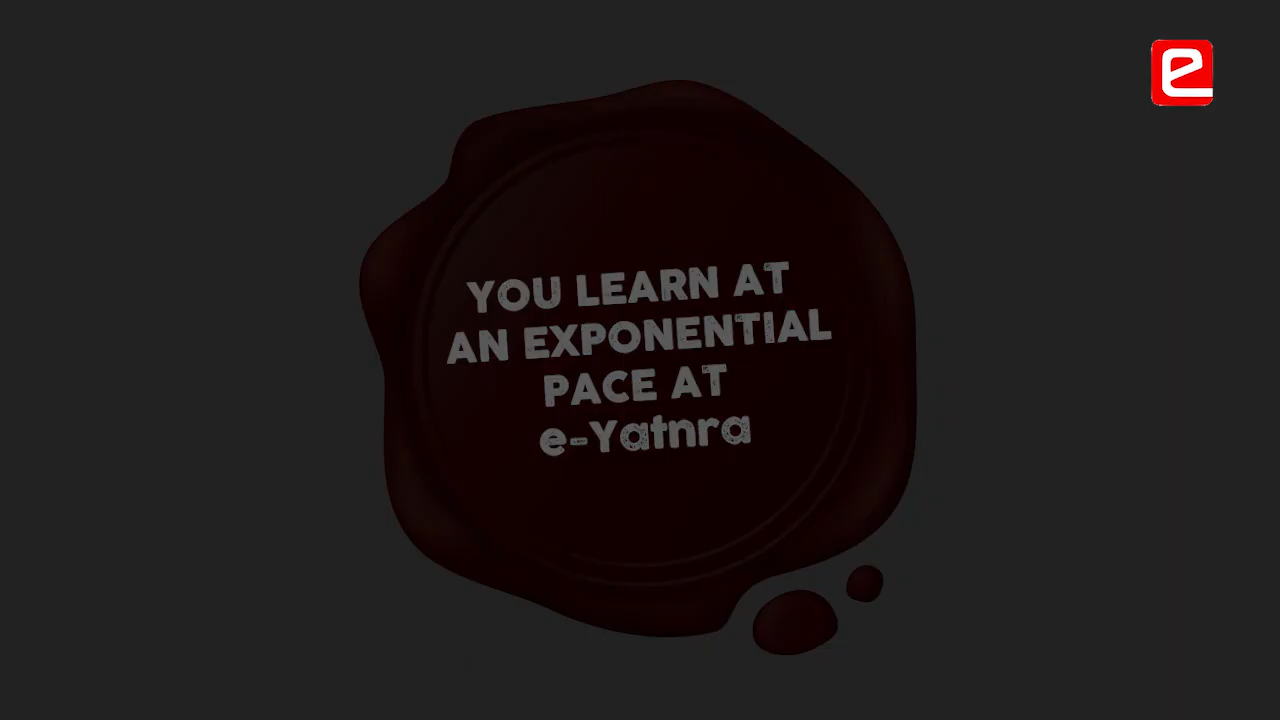 YOU LEARN AT
AN EXPONENTIAL
PACE AT
e-Yatnra
e